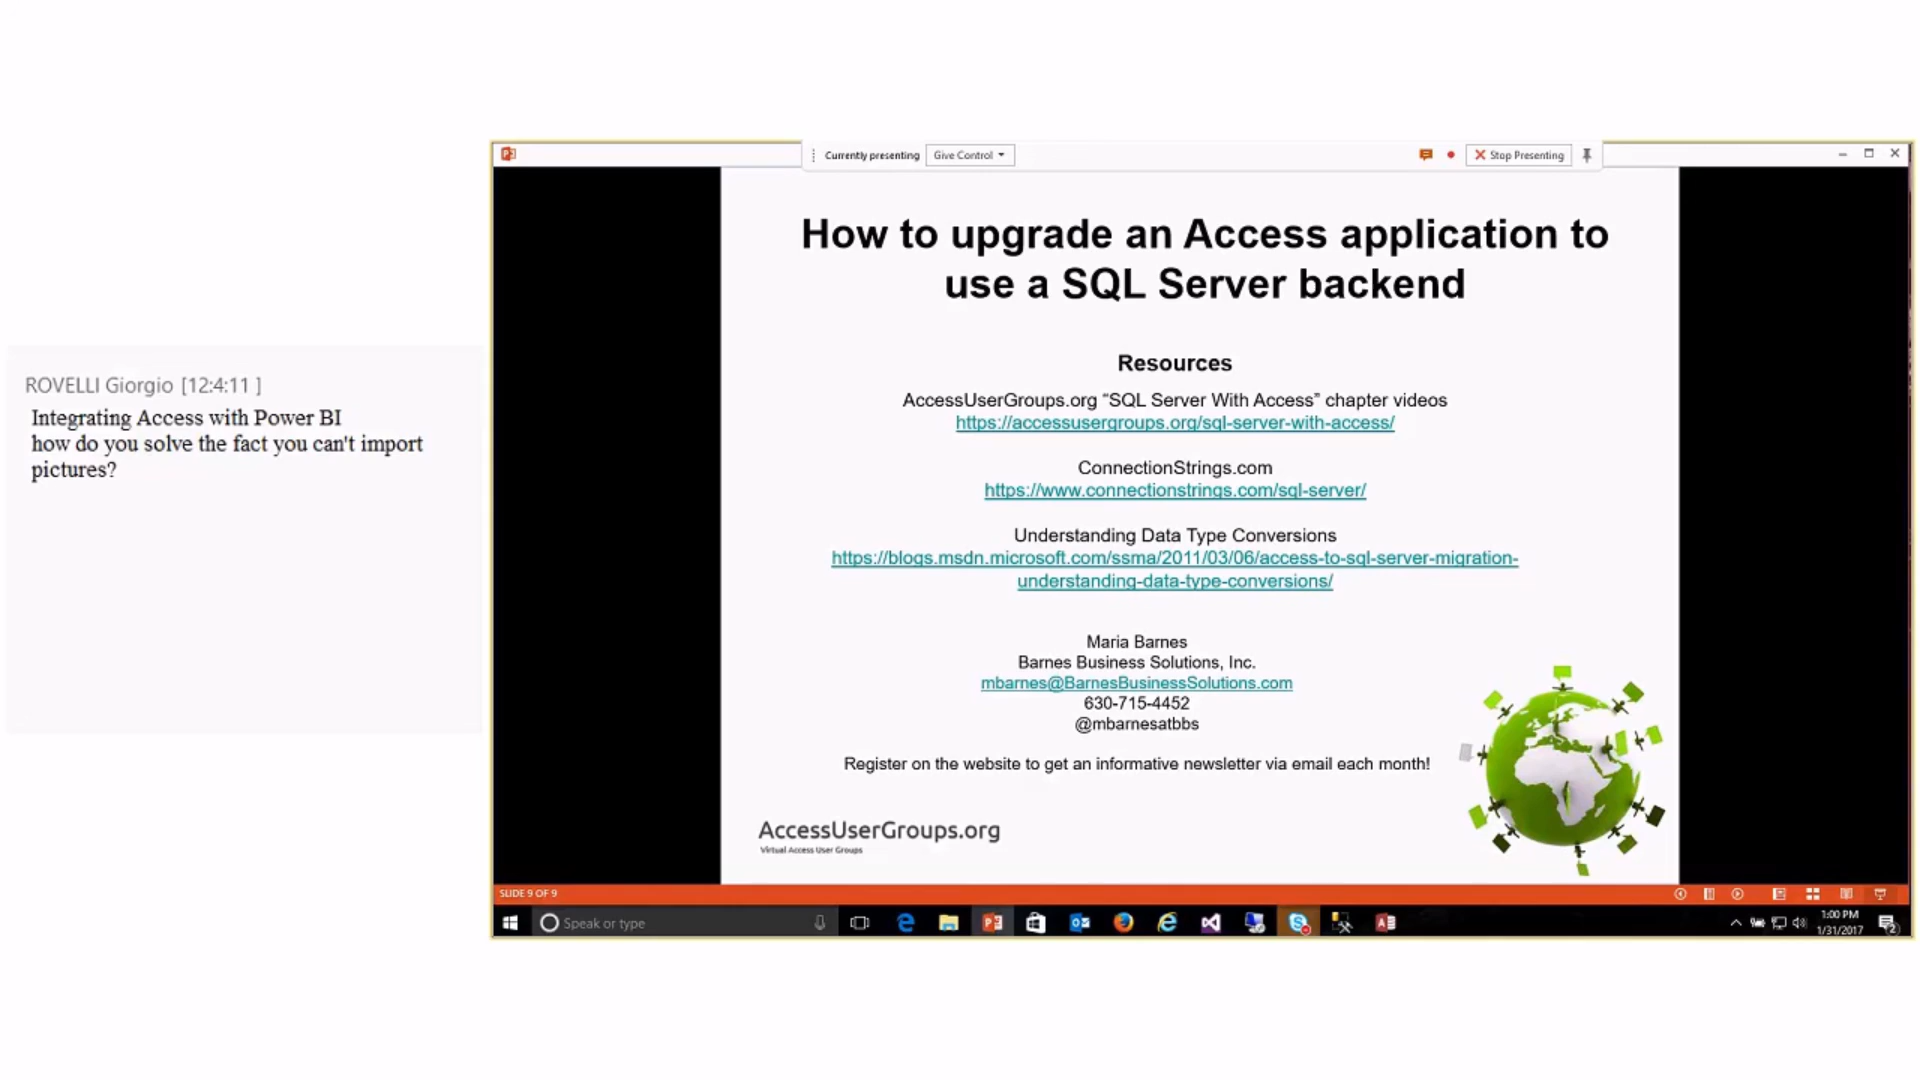 ROVELLI Giorgio [12:4:11 ]
Integrating Access with Power BI
how do you solve the fact you can't import
pictures?
Currently presenting
Give Control
Stop Presenting
How to upgrade an Access application to
use a SQL Server backend
Resources
AccessUserGroups.org “SQL Server With Access” chapter videos
https://accessusergroups.org/sql-server-with-access/
ConnectionStrings.com
https://www.connectionstrings.com/sql-server/
Understanding Data Type Conversions
https://blogs.msdn.microsoft.com/ssma/2011/03/06/access-to-sql-server-migration-
understanding-data-type-conversions/
Maria Barnes
Barnes Business Solutions, Inc.
mbarnes@BarnesBusinessSolutions.com
630-715-4452
@mbarnesatbbs
Register on the website to get an informative newsletter via email each month!
AccessUserGroups.org
Virtual Access User Groups
SLIDE 9 OF 9
Speak or type
1:00 PM
1/31/2017